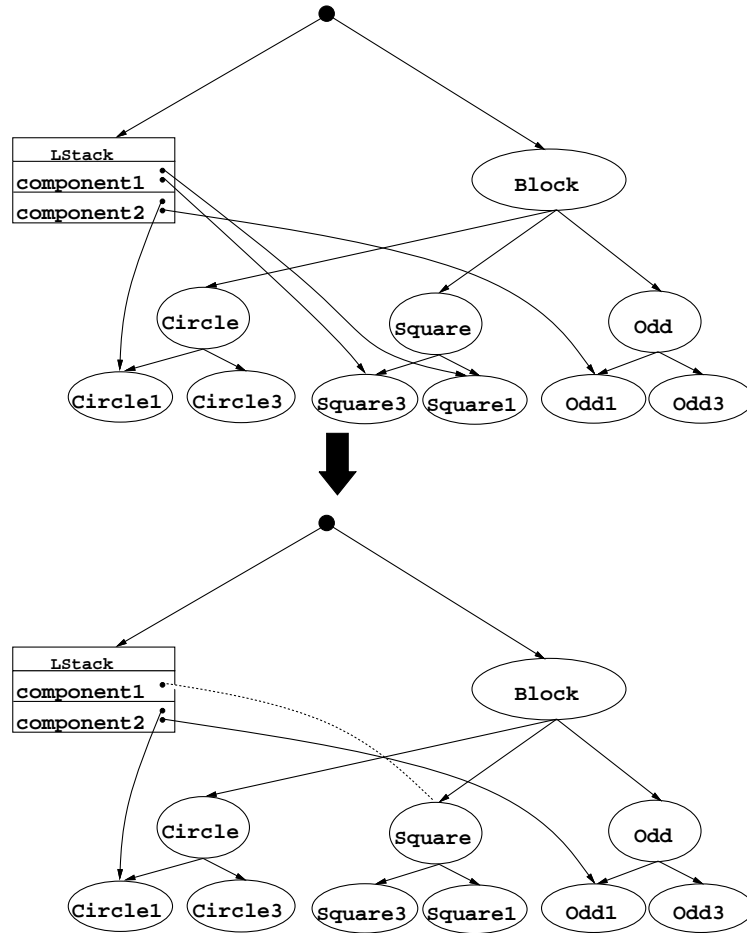 LStack
component1
component2
Block
Circle
Square
Odd
Circle1
Circle3
Square3
Square1
Odd1
Odd3
LStack
component1
component2
Block
Circle
Square
Odd
Circle1
Circle3
Square3
Square1
Odd1
Odd3